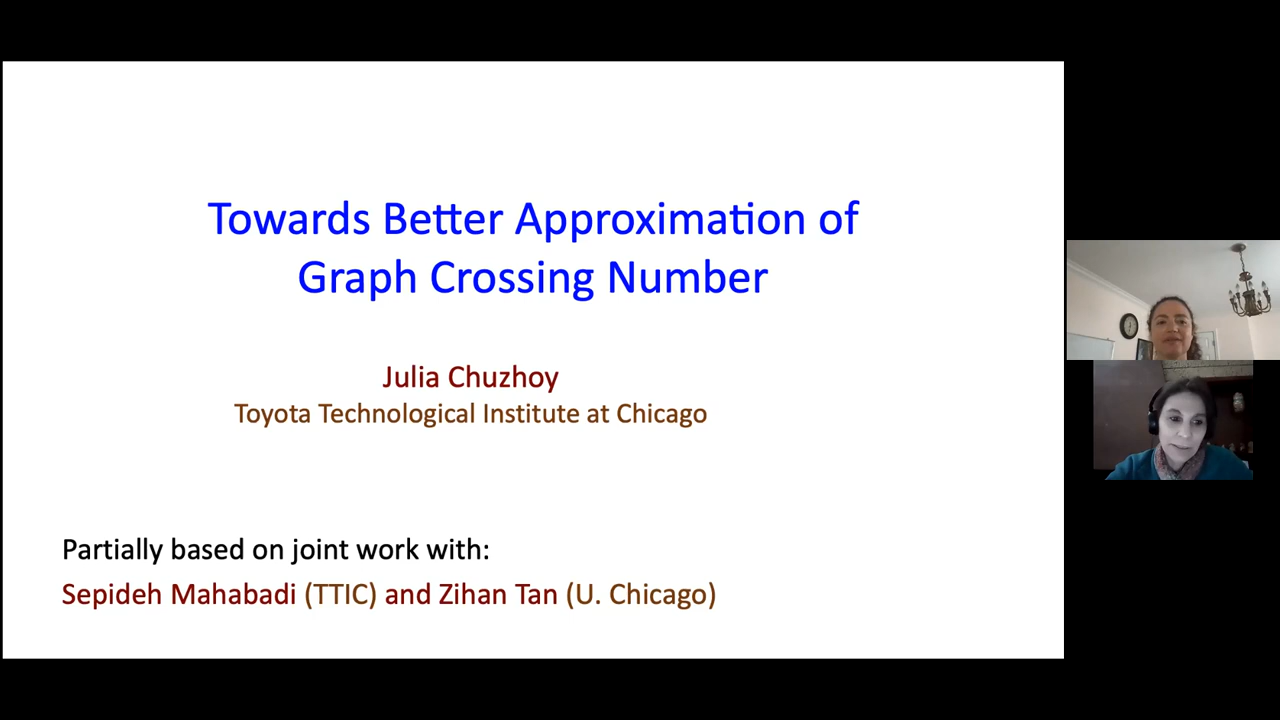 Towards Better Approximation of
Graph Crossing Number
Julia Chuzhoy
Toyota Technological Institute at Chicago
Partially based on joint work with:
Sepideh Mahabadi (TTIC) and Zihan Tan (U. Chicago)